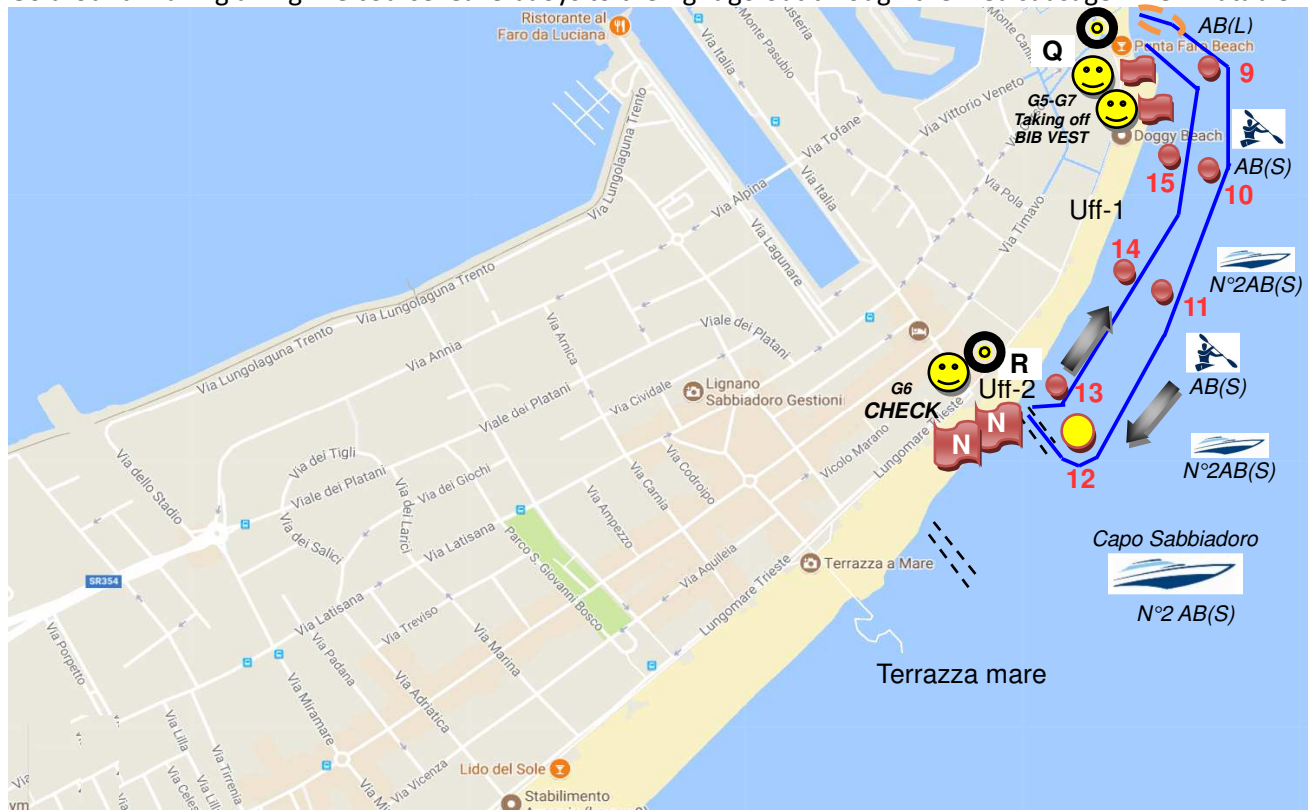 Ristorante al
Faro da Luciana
Via Italia
Monte Pasubio
AB(L)
Punta Faro Beach
Q
9
G5-G7
Taking off
BIB VEST
Via Vittorio Veneto
Via Tofane
Doggy Beach
AB(S)
15
10
Via Lungolaguna Trento
Via Alpina
Via Italia
Via Pola
Via Timavo
Uff-1
Via Lagunare
14
N°2AB(S)
11
Via Lungolaguna Trento
Via Lungolaguna Trento
Via Annia
Via Arnica
Viale dei Platani
R
Uff-2
G6
CHECK
13
AB(S)
N
N
12
N°2AB(S)
Lignano
Sabbiadoro Gestioni
Via Cividale
Viale dei Platani
Via dei Tigli
Viale dei Platani
Via dei Giochi
Via dello Stadio
Via dei Salici
Via dei Larici
Via Latisana
Via Ampezzo
Via Carnia
Via Codroipo
Vicolo Marano
Lungomare Trieste
Parco S. Giovanni Bosco
Via Aquileia
Terrazza a Mare
Capo Sabbiadoro
N°2 AB(S)
SR354
Via Latisana
Via Treviso
Lungomare Trieste
Via Porpetto
Via Padana
Via Marina
Via Miramare
Via Adriatica
Terrazza mare
Via Lilla
Via Tirrenia
Via Vicenza
Lido del Sole
Stabilimento